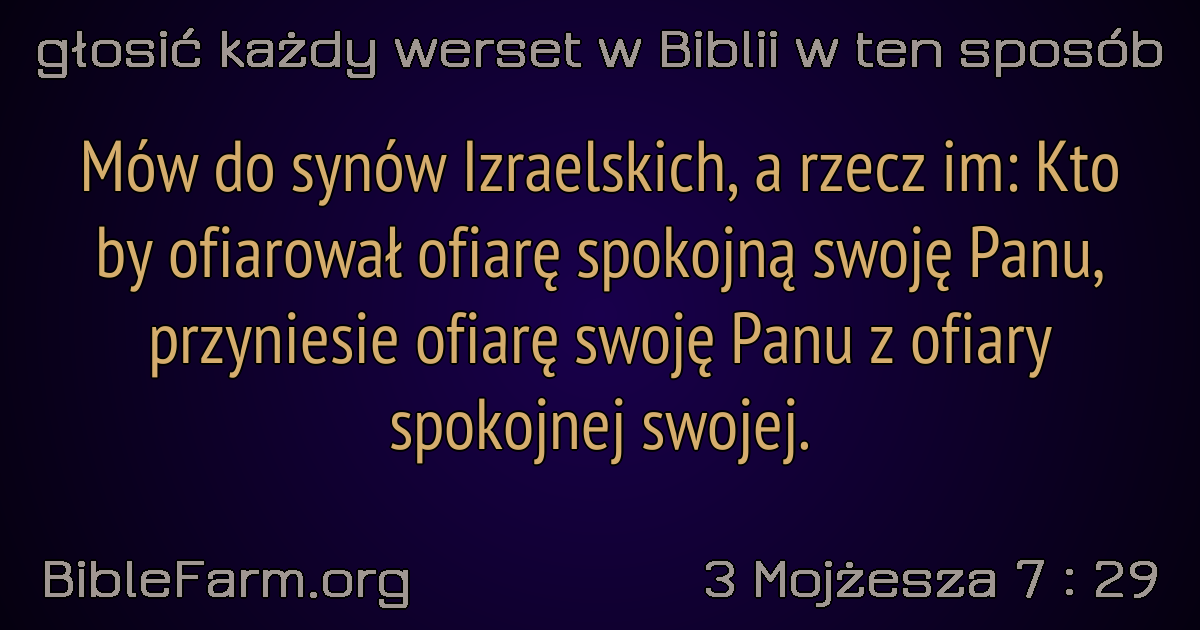 głosić każdy werset w Biblii w ten sposób
Mów do synów Izraelskich, a rzecz im: Kto
by ofiarował ofiarę spokojną swoję Panu,
przyniesie ofiarę swoję Panu z ofiary
spokojnej swojej.
BibleFarm.org
3 Mojżesza 7 : 29